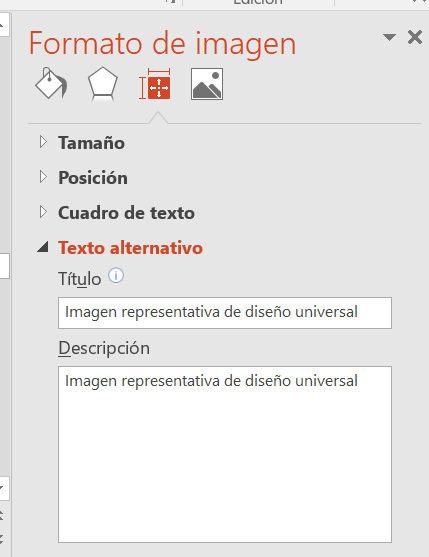 Edición
Formato de imagen
Tamaño
Posición
Cuadro de texto
Texto alternativo
Título
Imagen representativa de diseño universal
Descripción
Imagen representativa de diseño universal